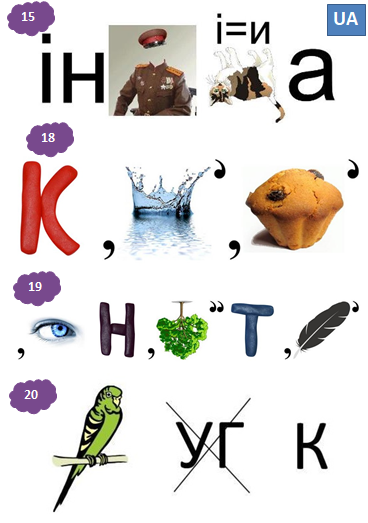 15
UA
ін
і=и
а
18
К , ’ , ’
19
, Н , “ Т , ’
20
УГ К